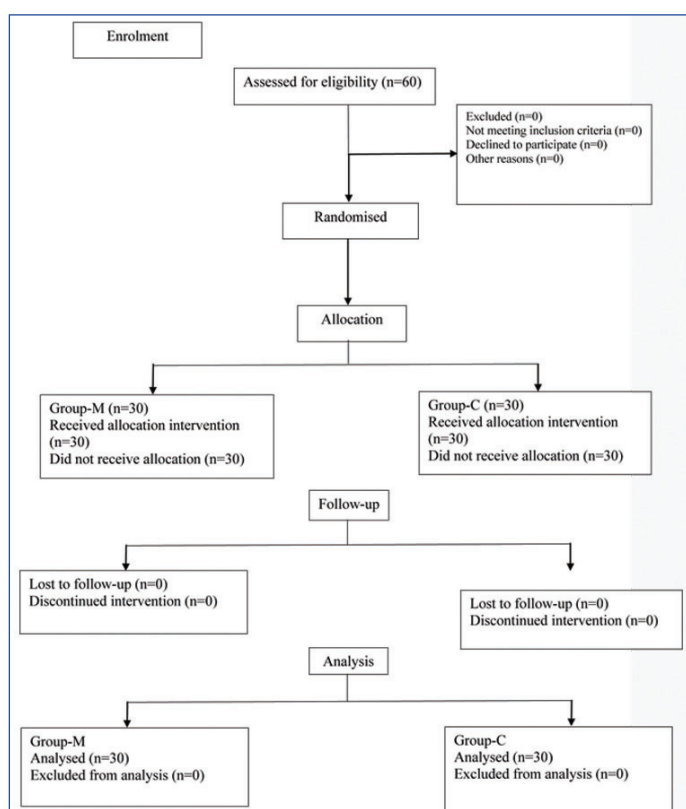 Enrolment
Assessed for eligibility (n=60)
Excluded (n=0)
Not meeting inclusion criteria (n=0)
Declined to participate (n=0)
Other reasons (n=0)
Randomised
Allocation
Group-M (n=30)
Received allocation intervention
(n=30)
Did not receive allocation (n=30)
Group-C (n=30)
Received allocation intervention
(n=30)
Did not receive allocation (n=30)
Follow-up
Lost to follow-up (n=0)
Discontinued intervention (n=0)
Lost to follow-up (n=0)
Discontinued intervention (n=0)
Analysis
Group-M
Analysed (n=30)
Excluded from analysis (n=0)
Group-C
Analysed (n=30)
Excluded from analysis (n=0)